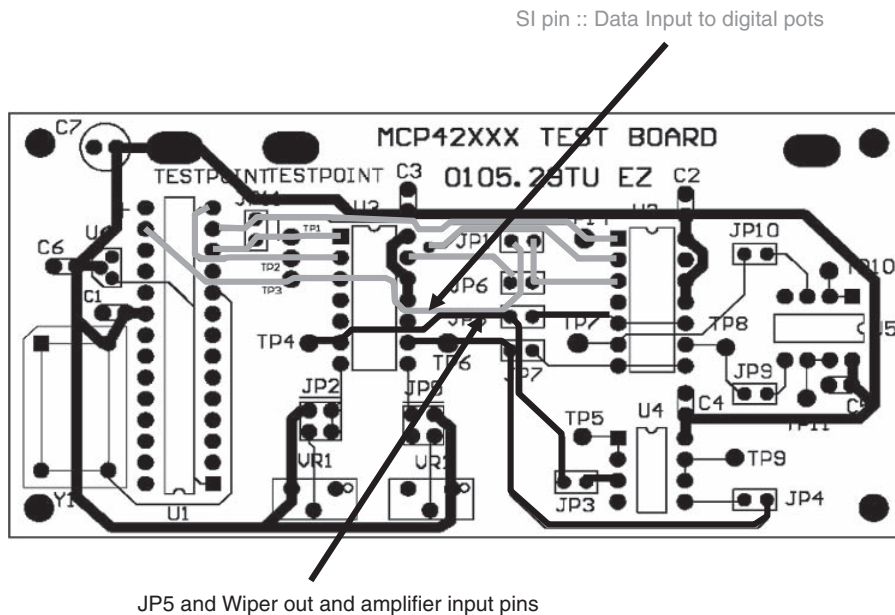 SI pin :: Data Input to digital pots
C7
MCP42XXX TEST BOARD
TESTPOINT TESTPOINT
C3
0105.29TU EZ
C2
TP1
JP1
JP10
C6
TP2
TP10
TP3
JP6
C1
TP4
TP7
TP8
U5
TP6
JP7
JP2
JP9
C4
TP5
U4
TP11
VR1
VR1
TP9
Y1
U1
JP3
JP4
JP5 and Wiper out and amplifier input pins